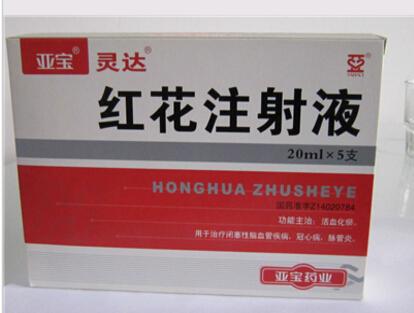 亚宝® 灵达®
红花注射液
20ml×5支
HONGHUA ZHUSHEYE
国药准字Z14020784
功能主治：活血化瘀。
用于治疗闭塞性脑血管疾病，冠心病，脉管炎。
亚宝药业